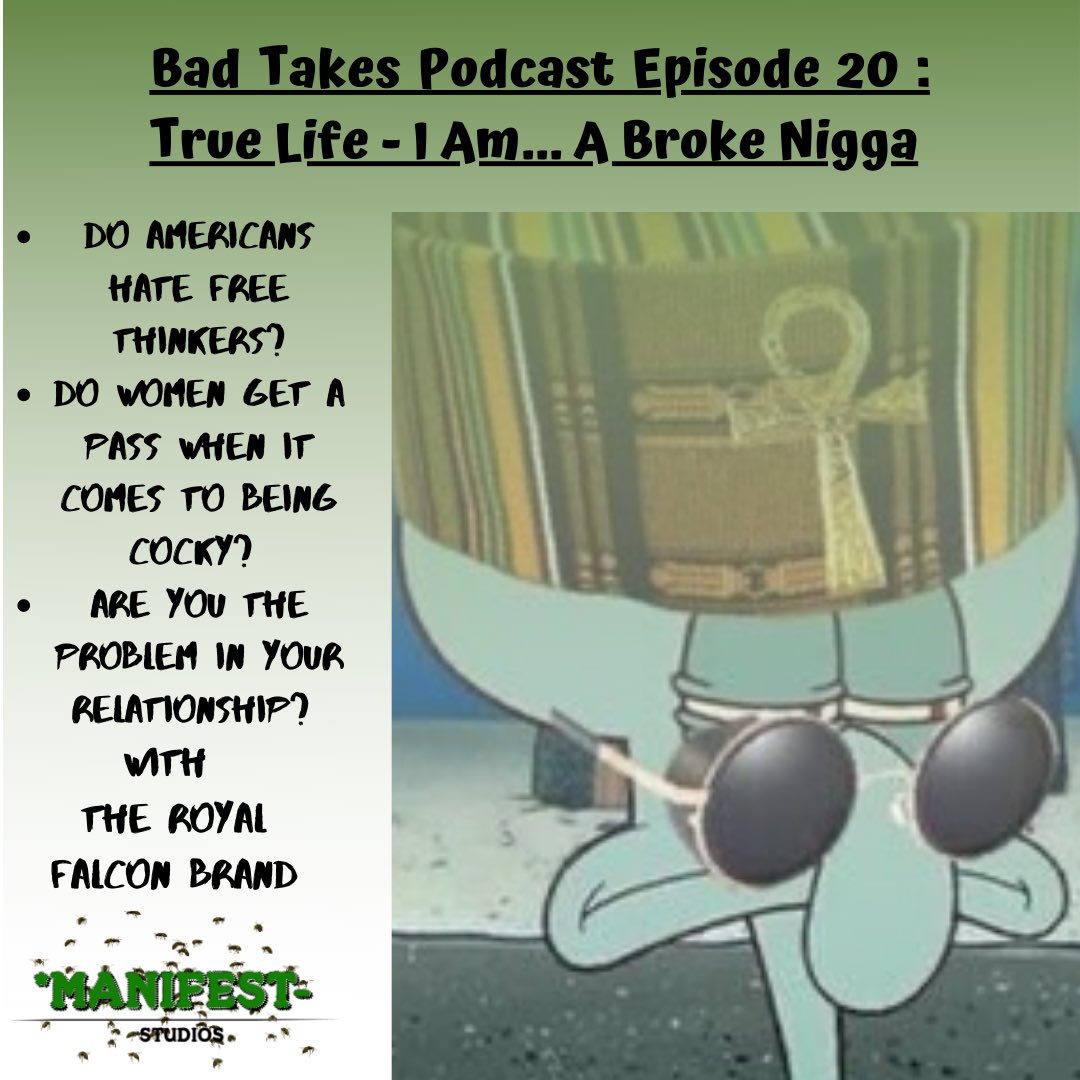 Bad Takes Podcast Episode 20 :
True Life - I Am... A Broke Nigga
• DO AMERICANS
HATE FREE
THINKERS?
• DO WOMEN GET A
PASS WHEN IT
COMES TO BEING
COCKY?
• ARE YOU THE
PROBLEM IN YOUR
RELATIONSHIP?
WITH
THE ROYAL
FALCON BRAND
*MANIFEST-
STUDIOS